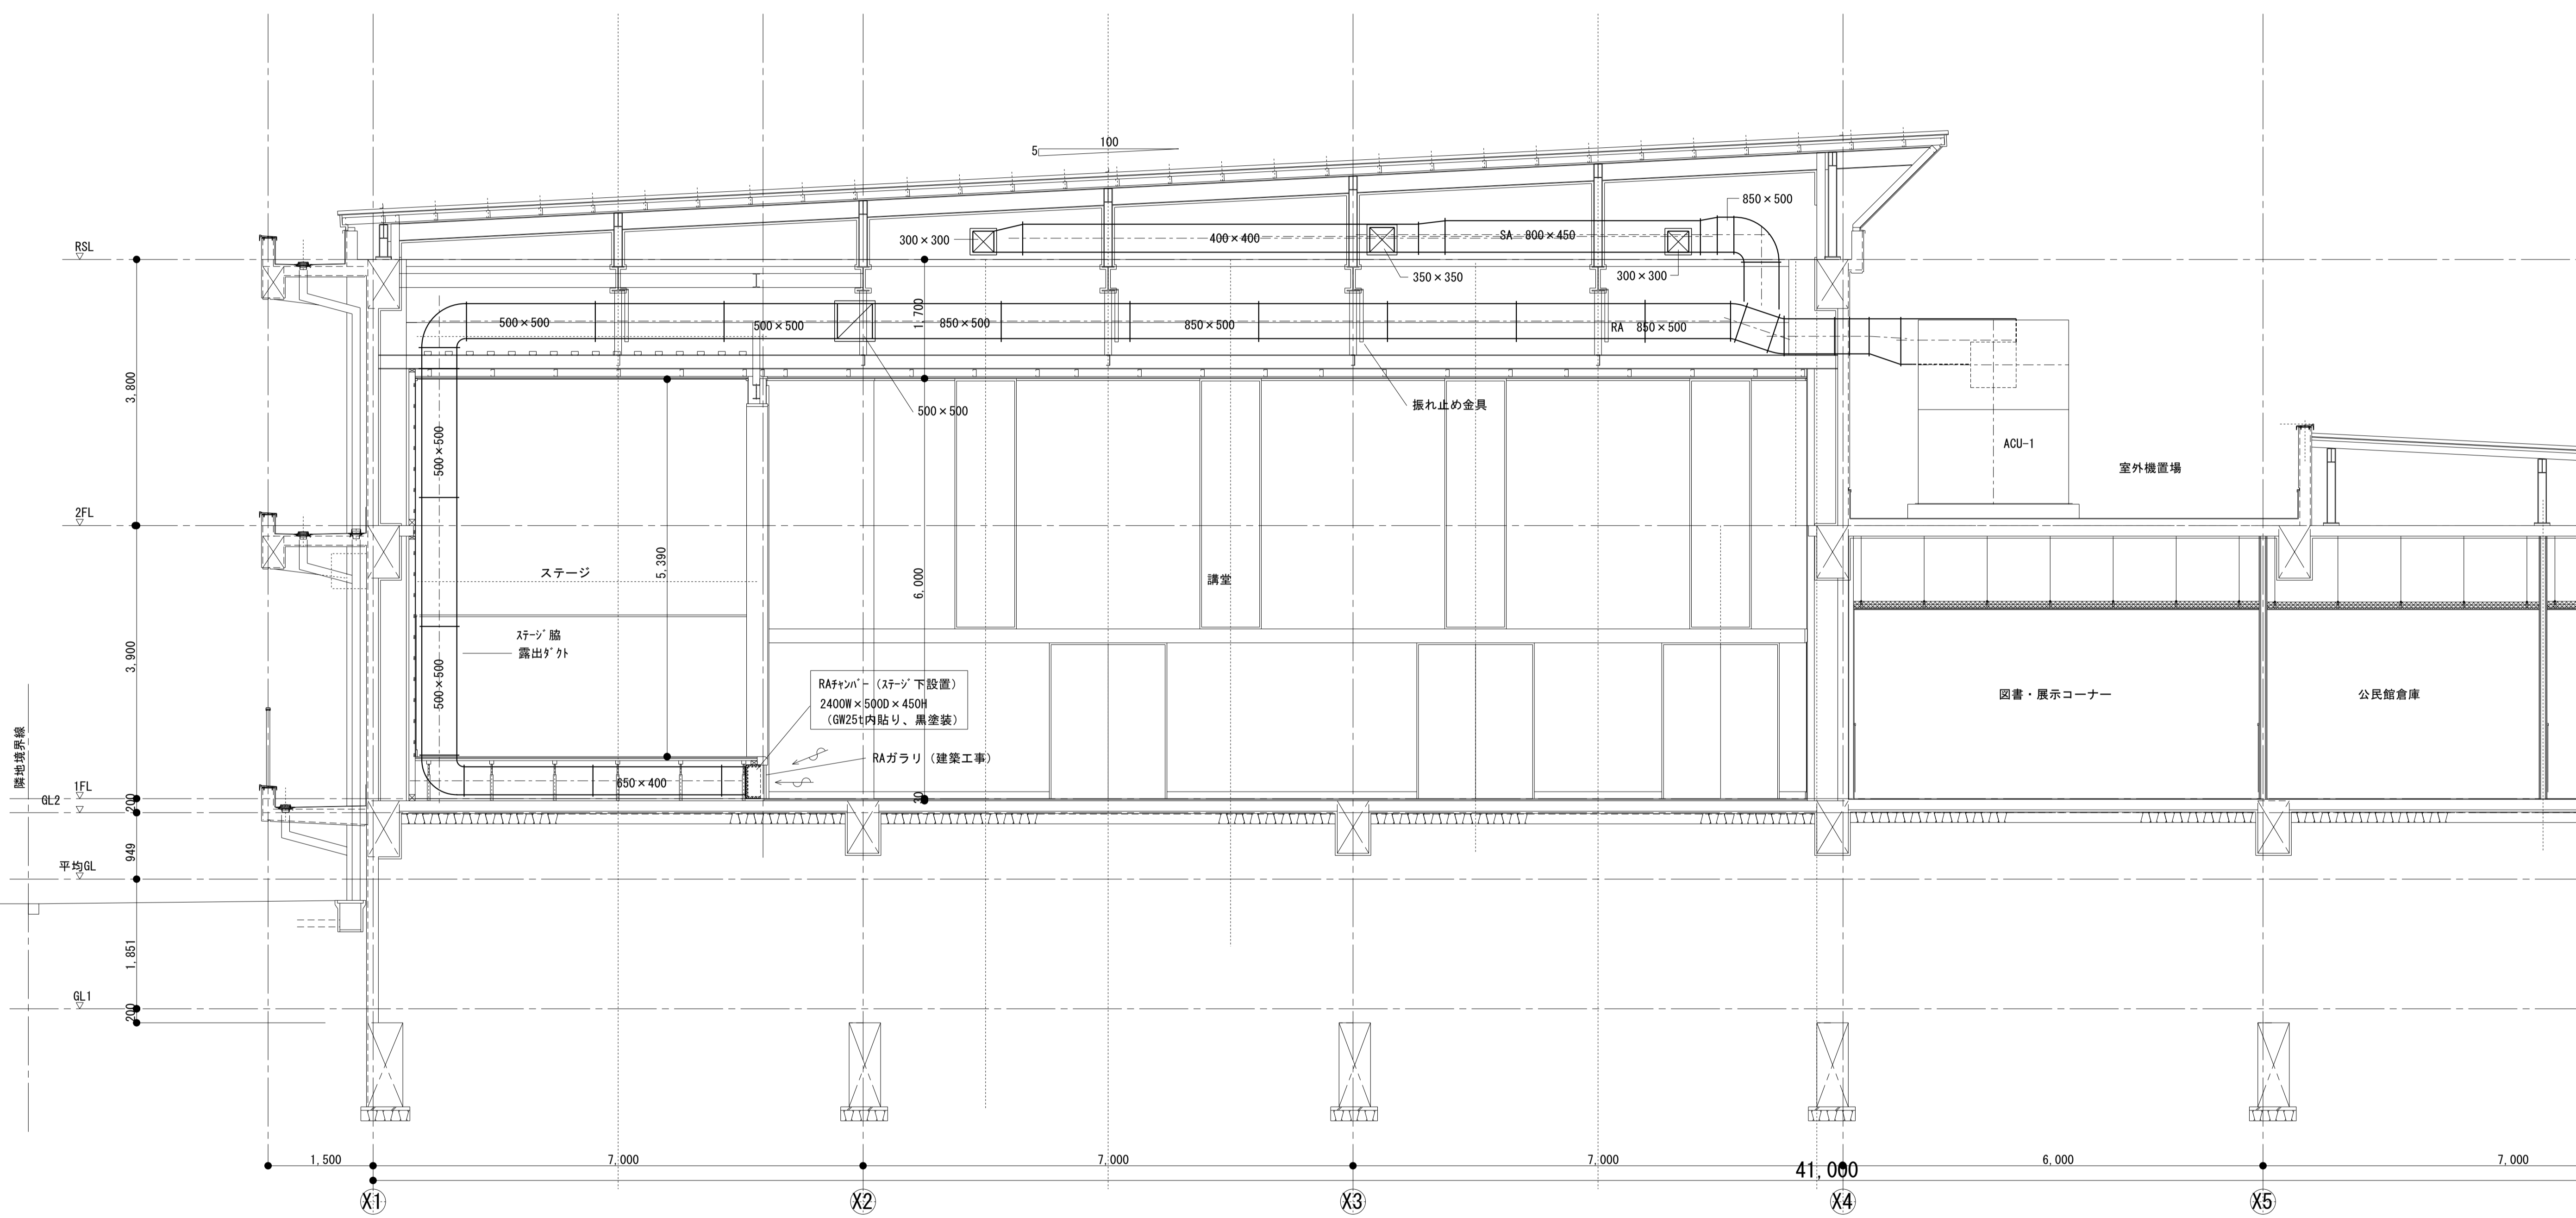 100
5
850×500
RSL
300×300
400×400
SA 800×450
350×350
300×300
1,700
500×500
500×500
850×500
850×500
RA 850×500
3,800
500×500
振れ止め金具
500×500
ACU-1
室外機置場
2FL
5,390
ステージ
6,000
講堂
ｽﾃｰｼﾞ脇
露出ﾀﾞｸﾄ
3,900
500×500
RAﾁｬﾝﾊﾞｰ（ｽﾃｰｼﾞ下設置）
2400W×500D×450H
（GW25t内貼り、黒塗装）
図書・展示コーナー
公民館倉庫
隣地境界線
RAガラリ（建築工事）
650×400
1FL
GL2
200
30
949
平均GL
1,851
GL1
200
1,500
7,000
7,000
7,000
6,000
7,000
41,000
X1
X2
X3
X4
X5